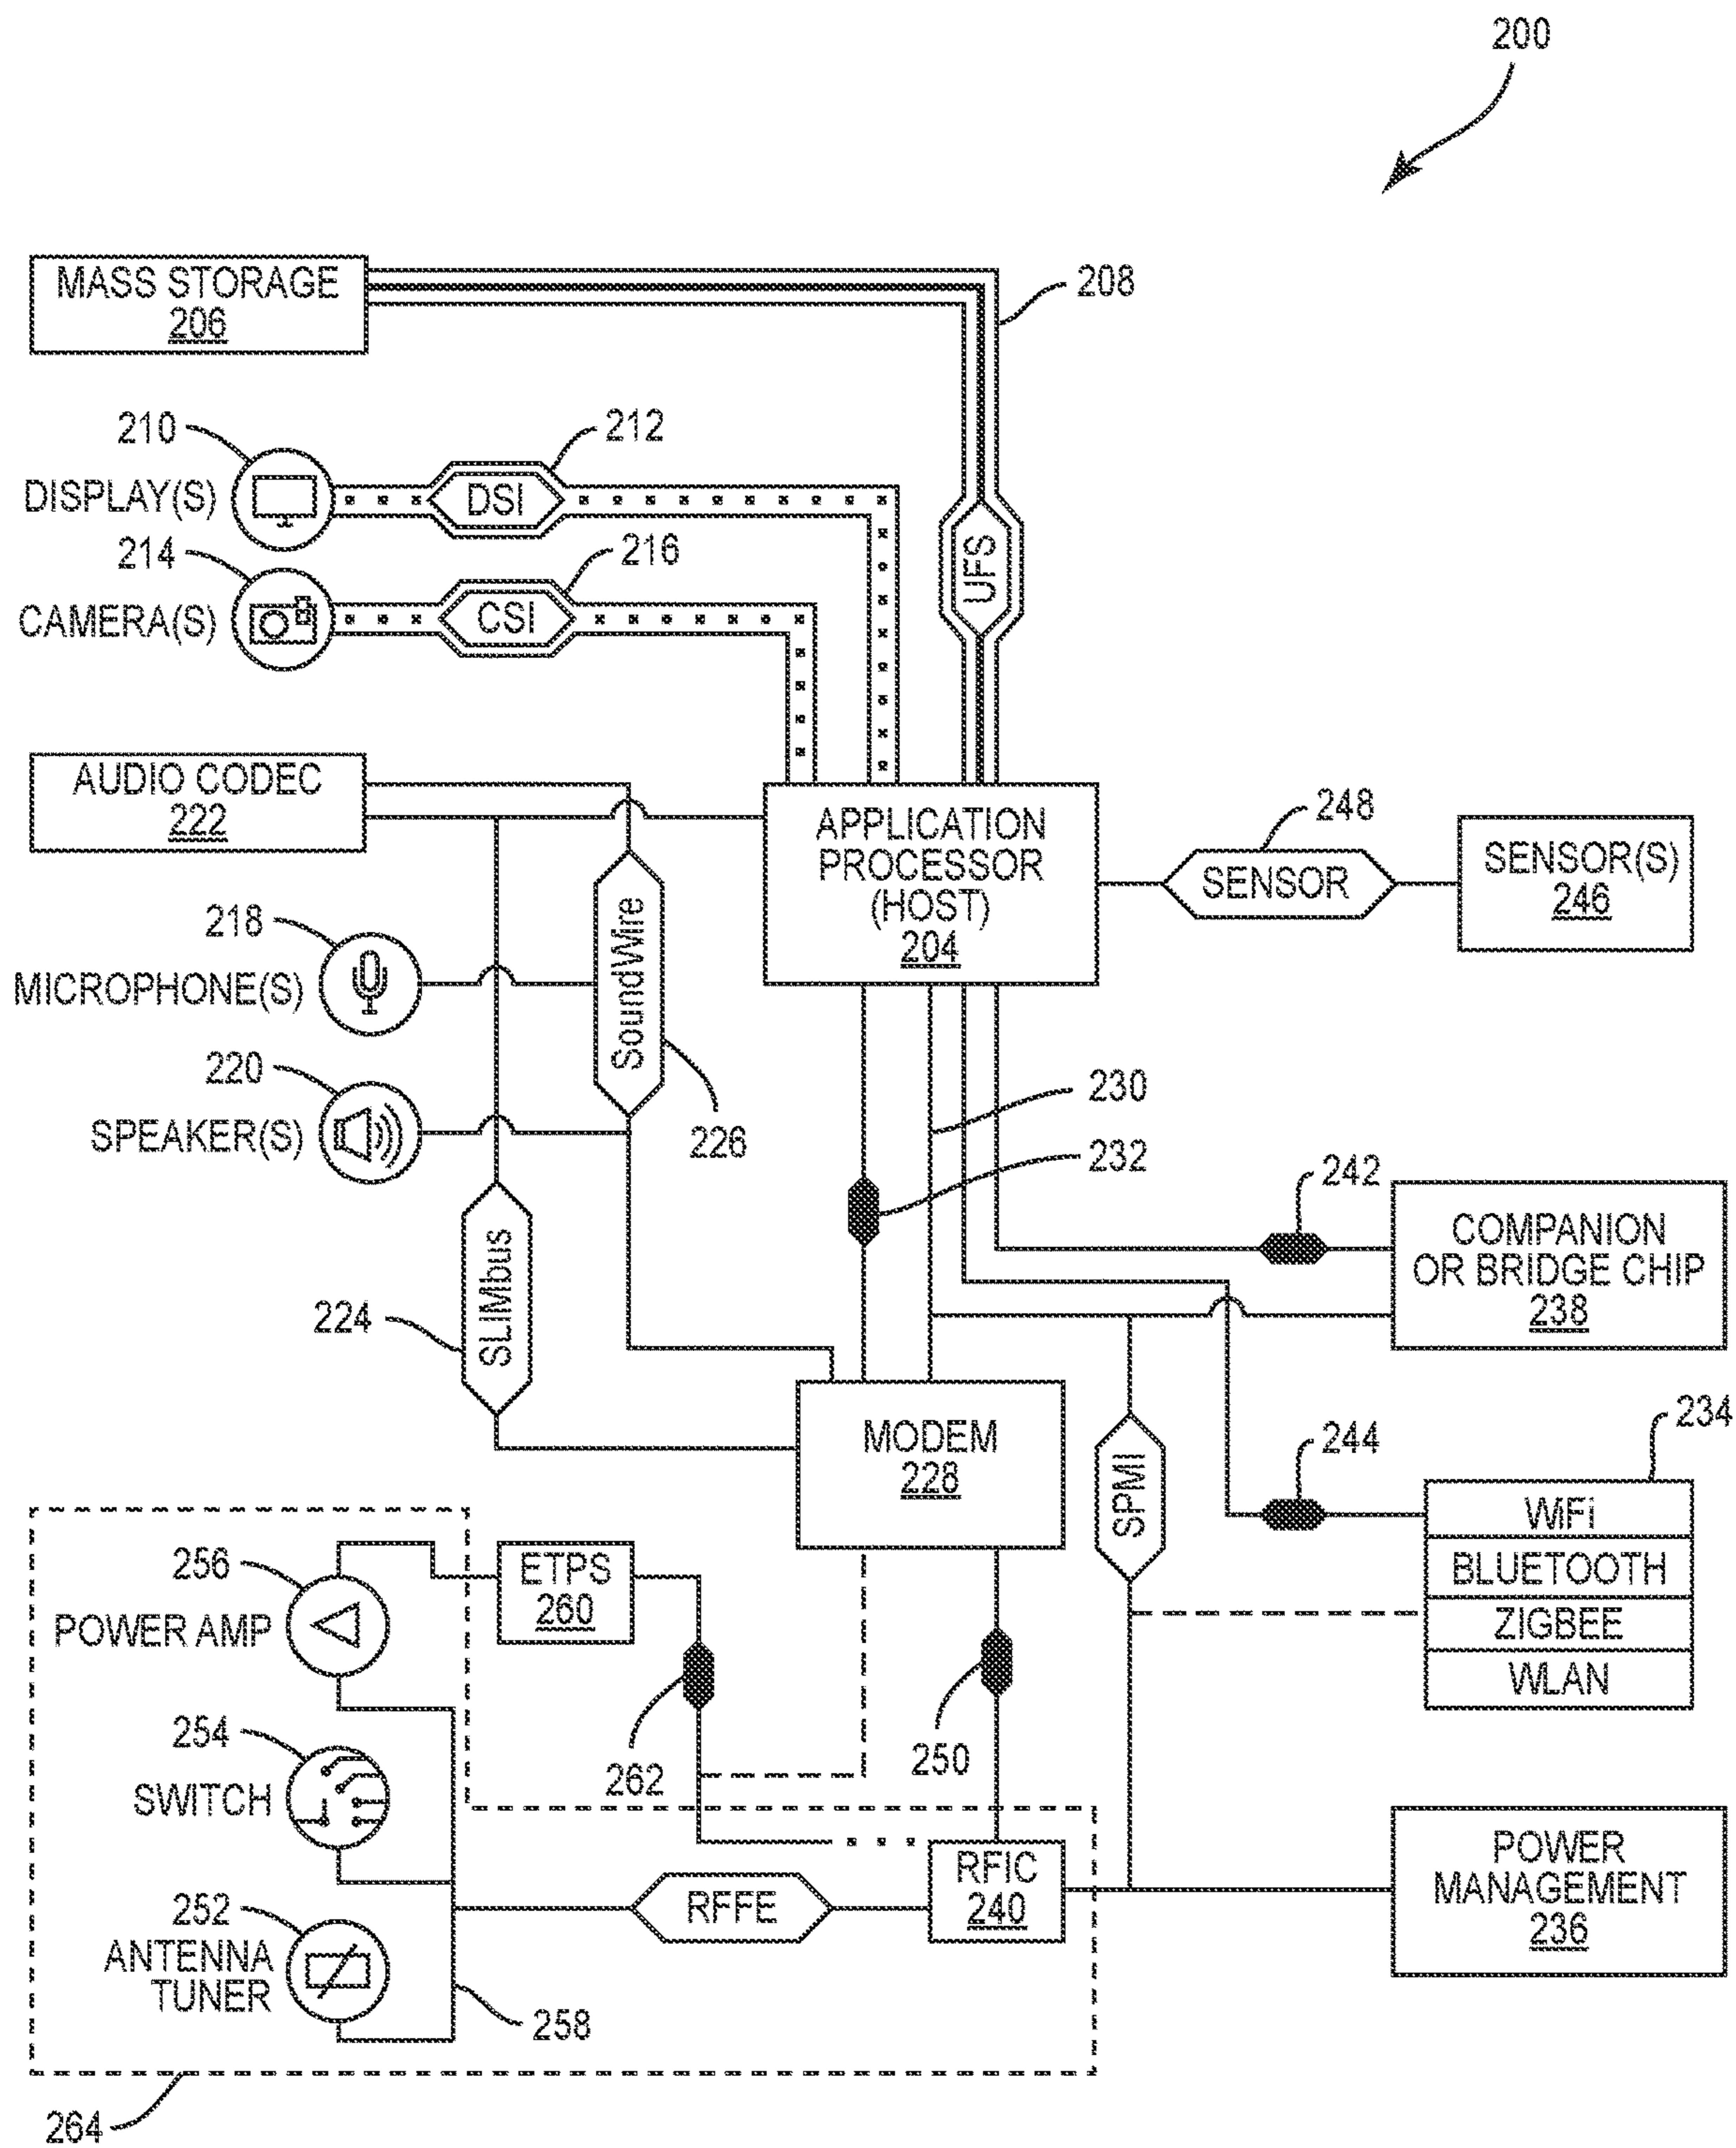 200
MASS STORAGE
206
208
210
212
DISPLAY(S)
DSI
UFS
214
216
CAMERA(S)
CSI
AUDIO CODEC
222
APPLICATION
PROCESSOR
(HOST)
204
248
SENSOR
SENSOR(S)
246
218
MICROPHONE(S)
SoundWire
220
SPEAKER(S)
226
230
232
242
COMPANION
OR BRIDGE CHIP
238
224
SLIMbus
MODEM
228
SPMI
244
234
WiFi
BLUETOOTH
ZIGBEE
WLAN
256
POWER AMP
ETPS
260
262
250
254
SWITCH
RFIC
240
RFFE
POWER
MANAGEMENT
236
252
ANTENNA
TUNER
258
264